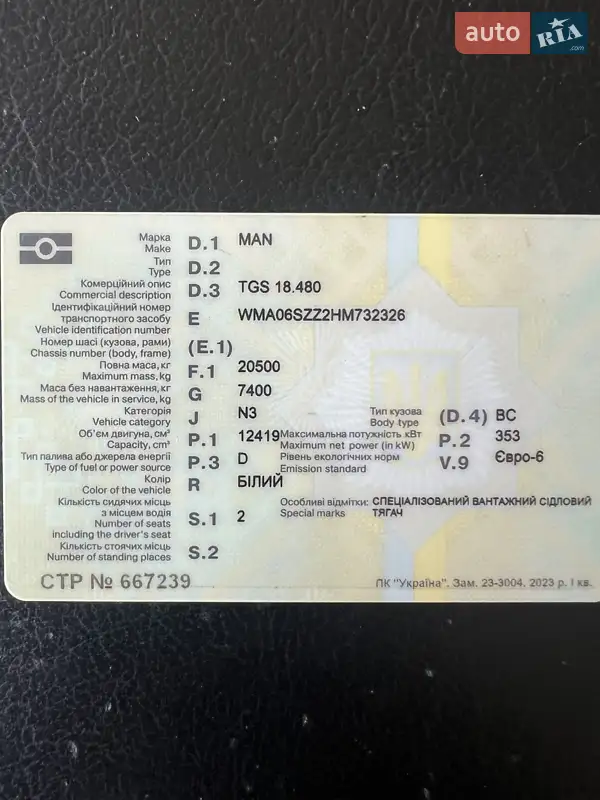 auto RIA .com
Марка
Make D.1 MAN
Тип
Type D.2
Комерційний опис
Commercial description D.3 TGS 18.480
Ідентифікаційний номер
транспортного засобу
Vehicle identification number E WMA06SZZ2HM732326
Номер шасі (кузова, рами)
Chassis number (body, frame) (E.1)
Повна маса, кг
Maximum mass, kg F.1 20500
Маса без навантаження, кг
Mass of the vehicle in service, kg G 7400
Категорія
Vehicle category J N3 Тип кузова
Body type (D.4) ВС
Об'єм двигуна, см³
Capacity, cm³ P.1 12419 Максимальна потужність кВт
Maximum net power (in kW) P.2 353
Тип палива або джерела енергії
Type of fuel or power source P.3 D Рівень екологічних норм
Emission standard V.9 Євро-6
Колір
Color of the vehicle R БІЛИЙ
Кількість сидячих місць
з місцем водія
Number of seats
including the driver's seat S.1 2
Особливі відмітки: СПЕЦІАЛІЗОВАНИЙ ВАНТАЖНИЙ СІДЛОВИЙ
Special marks ТЯГАЧ
Кількість стоячих місць
Number of standing places S.2
СТР № 667239 ПК "Україна". Зам. 23-3004. 2023 р. І кв.